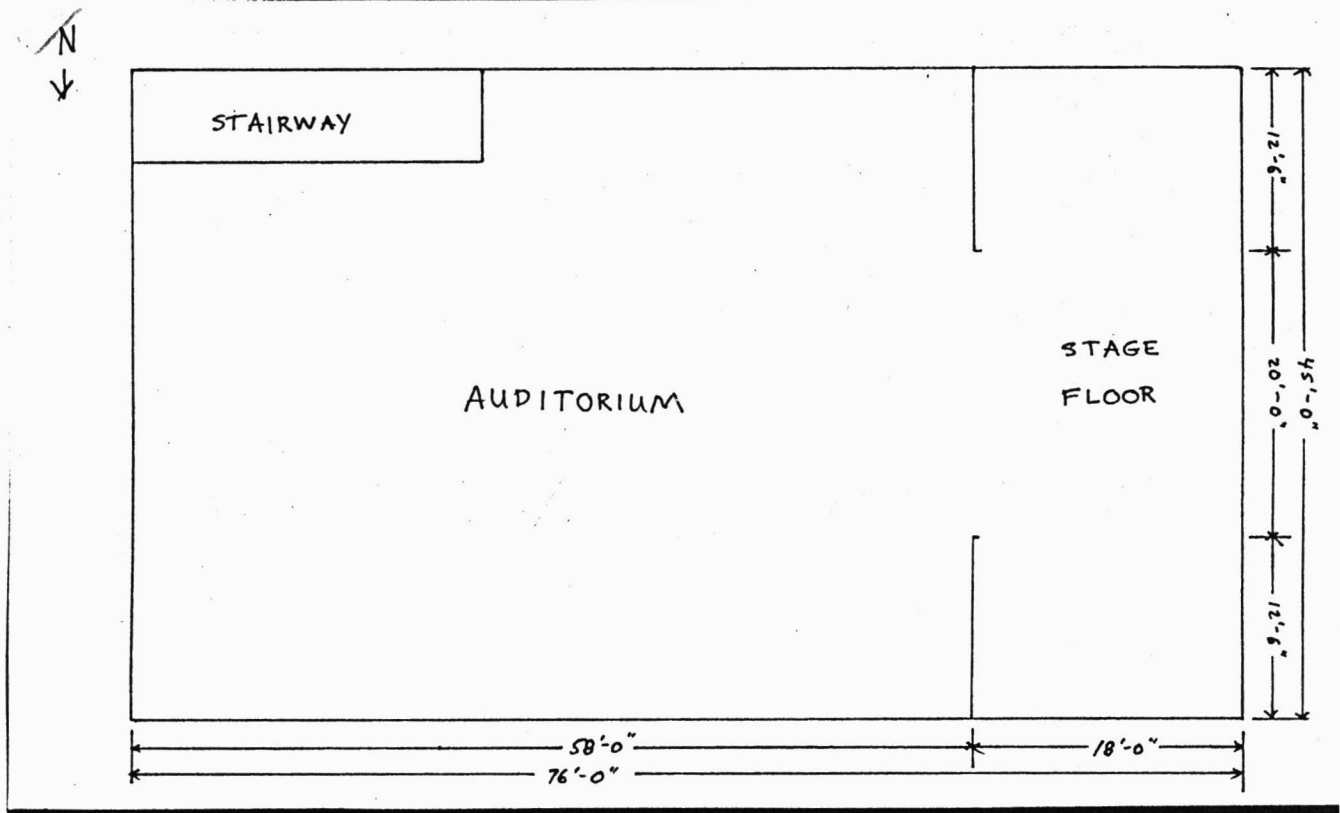 N
STAIRWAY
12'-6"
STAGE
FLOOR
20'-0"
45'-0"
AUDITORIUM
12'-6"
58'-0"
18'-0"
76'-0"